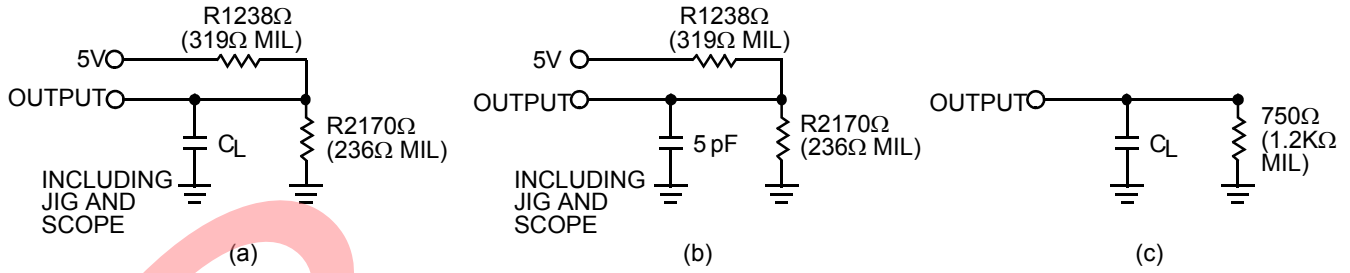 R1238Ω
(319Ω MIL)
5V
OUTPUT
CL
R2170Ω
(236Ω MIL)
INCLUDING
JIG AND
SCOPE
(a)
R1238Ω
(319Ω MIL)
5V
OUTPUT
5 pF
R2170Ω
(236Ω MIL)
INCLUDING
JIG AND
SCOPE
(b)
OUTPUT
CL
750Ω
(1.2KΩ
MIL)
(c)